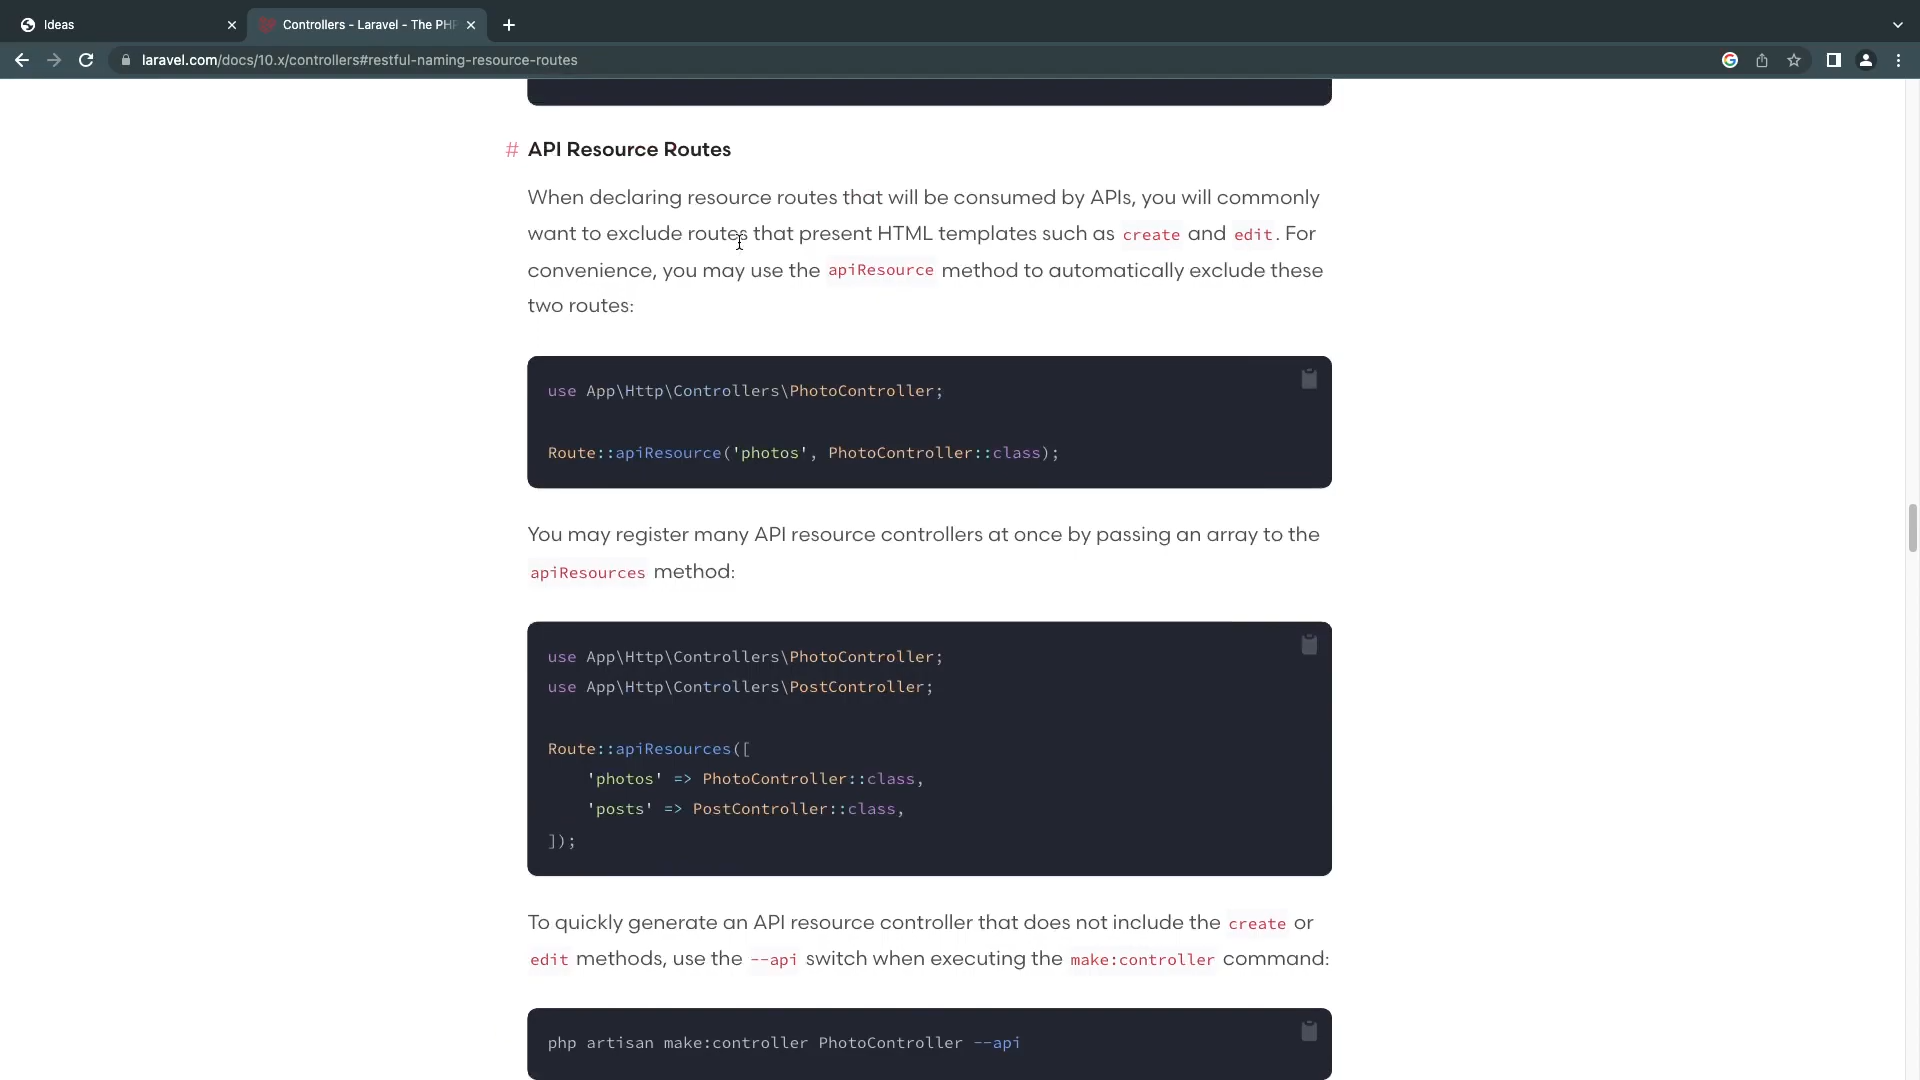 Ideas
Controllers - Laravel - The PHP
laravel.com/docs/10.x/controllers#restful-naming-resource-routes
# API Resource Routes
When declaring resource routes that will be consumed by APIs, you will commonly
want to exclude routes that present HTML templates such as create and edit. For
convenience, you may use the apiResource method to automatically exclude these
two routes:
use App\Http\Controllers\PhotoController;
Route::apiResource('photos', PhotoController::class);
You may register many API resource controllers at once by passing an array to the
apiResources method:
use App\Http\Controllers\PhotoController;
use App\Http\Controllers\PostController;
Route::apiResources([
    'photos' => PhotoController::class,
    'posts' => PostController::class,
]);
To quickly generate an API resource controller that does not include the create or
edit methods, use the --api switch when executing the make:controller command:
php artisan make:controller PhotoController --api